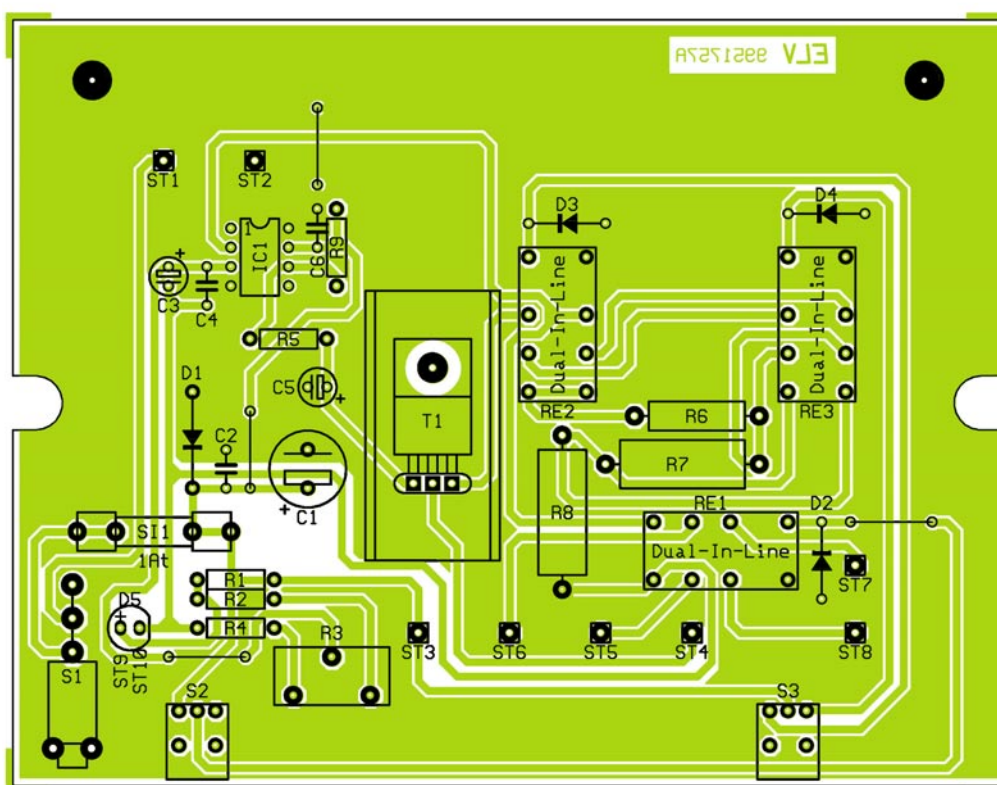 ELV 99517S7A
ST1
ST2
D3
D4
1
IC1
C6
R9
+
C3
C4
Dual-In-Line
Dual-In-Line
R5
D1
C5
+
T1
RE2
RE3
R6
C2
R7
+
C1
R8
RE1
D2
SI1
1At
Dual-In-Line
R1
D5
R2
ST7
+
R4
ST9
ST10
R3
ST3
ST6
ST5
ST4
ST8
S1
S2
S3